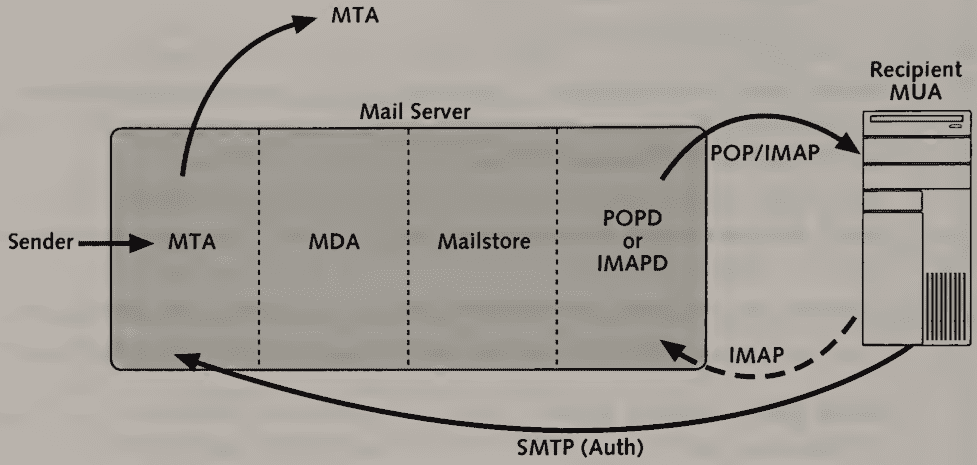 MTA
Recipient
MUA
Mail Server
POP/IMAP
Sender
MTA
MDA
Mailstore
POPD
or
IMAPD
IMAP
SMTP (Auth)